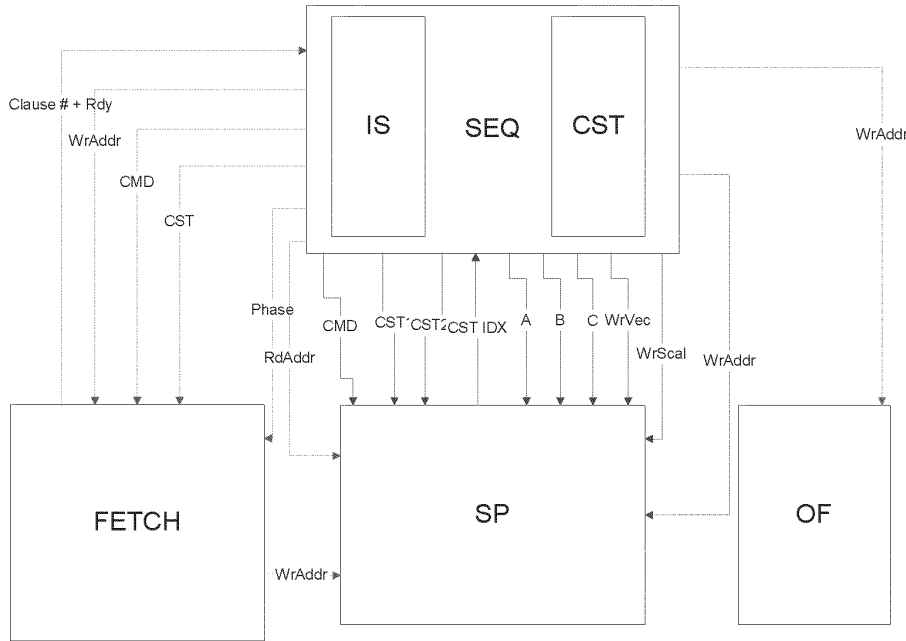 Clause # + Rdy
WrAddr
CMD
CST
Phase
RdAddr
IS
SEQ
CST
WrAddr
CMD
CST1
CST2
CST IDX
A
B
C
WrVec
WrScal
WrAddr
FETCH
WrAddr
SP
OF